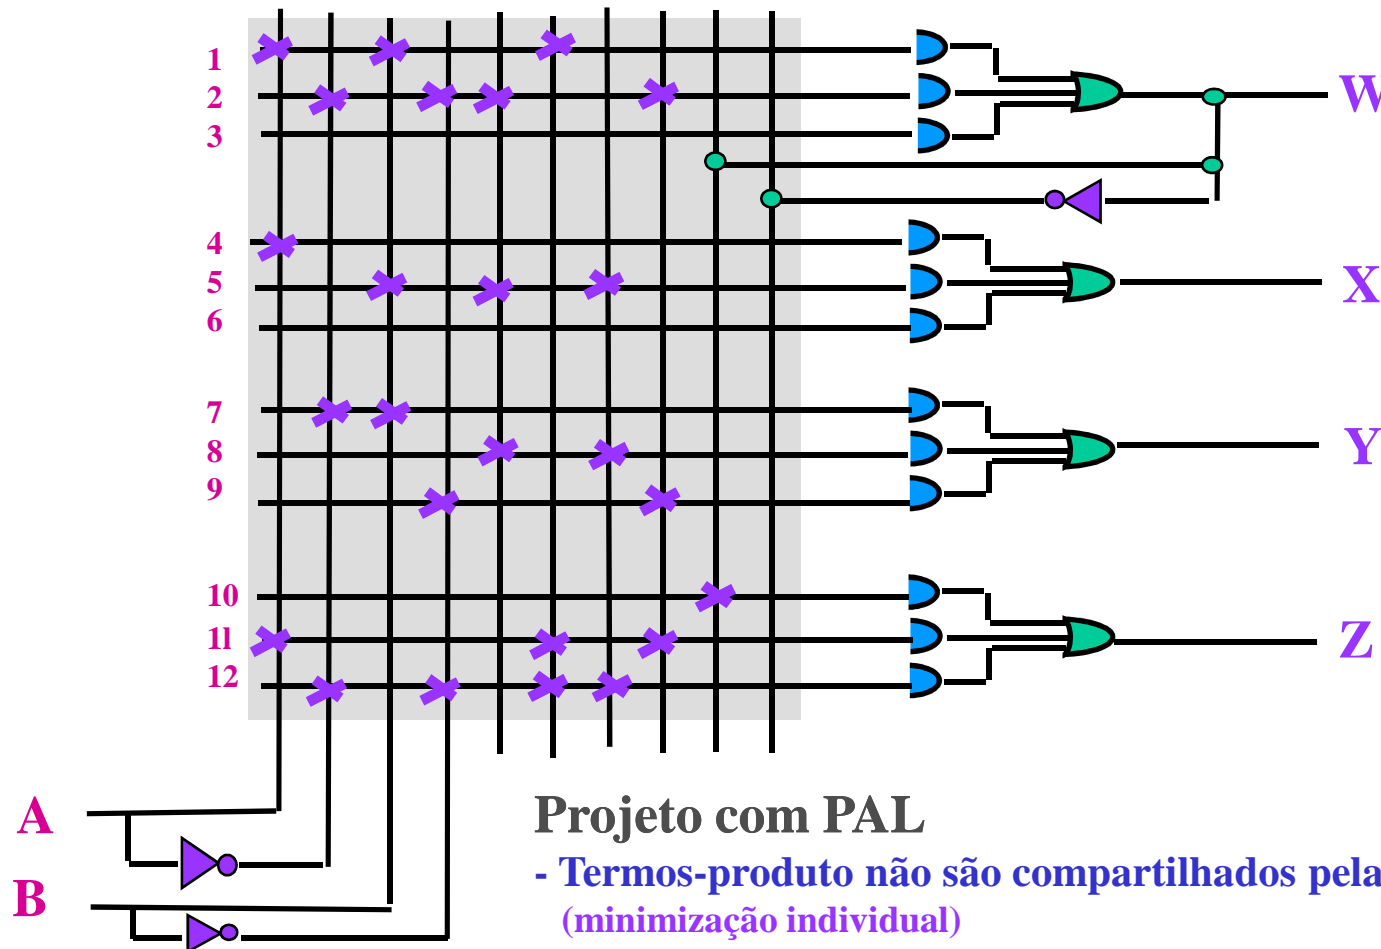 1
2
3
W
4
5
6
X
7
8
9
Y
10
11
12
Z
A
B
Projeto com PAL
- Termos-produto não são compartilhados pela
(minimização individual)